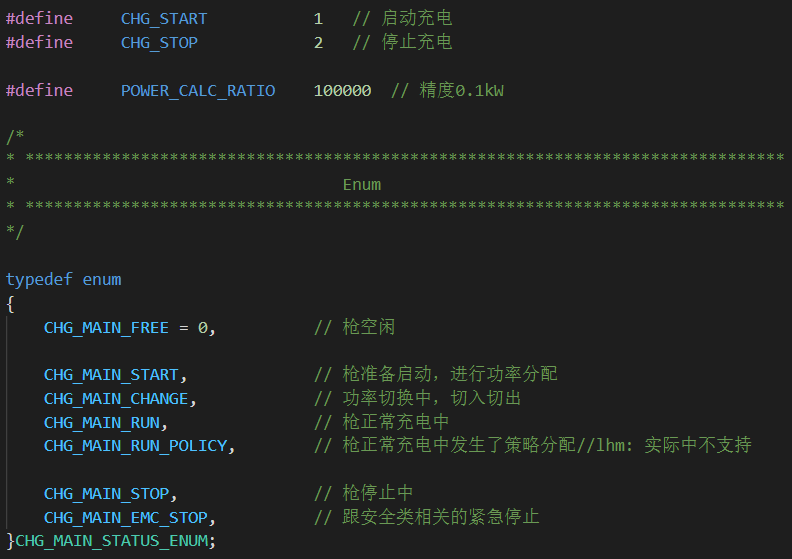 #define     CHG_START           1   // 启动充电
#define     CHG_STOP            2   // 停止充电
#define     POWER_CALC_RATIO    100000  // 精度0.1kW
/*
* *******************************************************************************
*                                  Enum
* *******************************************************************************
*/
typedef enum
{
    CHG_MAIN_FREE = 0,          // 枪空闲
    CHG_MAIN_START,             // 枪准备启动，进行功率分配
    CHG_MAIN_CHANGE,            // 功率切换中，切入切出
    CHG_MAIN_RUN,               // 枪正常充电中
    CHG_MAIN_RUN_POLICY,        // 枪正常充电中发生了策略分配//lhm: 实际中不支持
    CHG_MAIN_STOP,              // 枪停止中
    CHG_MAIN_EMC_STOP,          // 跟安全类相关的紧急停止
}CHG_MAIN_STATUS_ENUM;